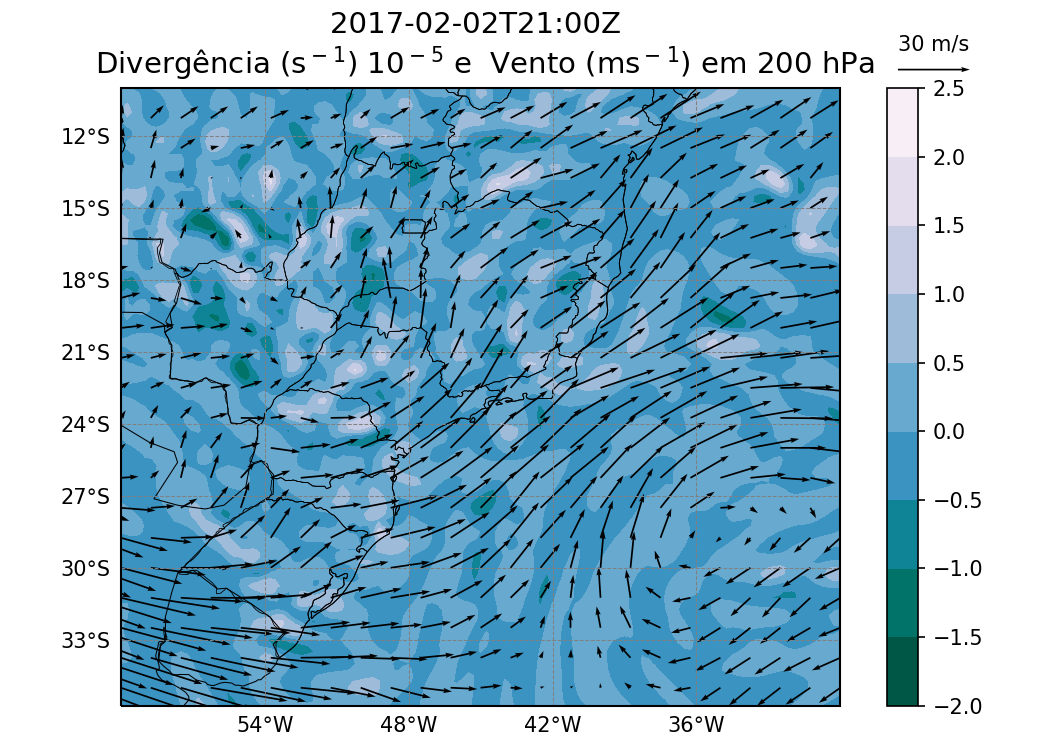 2017-02-02T21:00Z
Divergência (s⁻¹) 10⁻⁵ e Vento (ms⁻¹) em 200 hPa
30 m/s
12°S
15°S
18°S
21°S
24°S
27°S
30°S
33°S
54°W
48°W
42°W
36°W
2.5
2.0
1.5
1.0
0.5
0.0
−0.5
−1.0
−1.5
−2.0